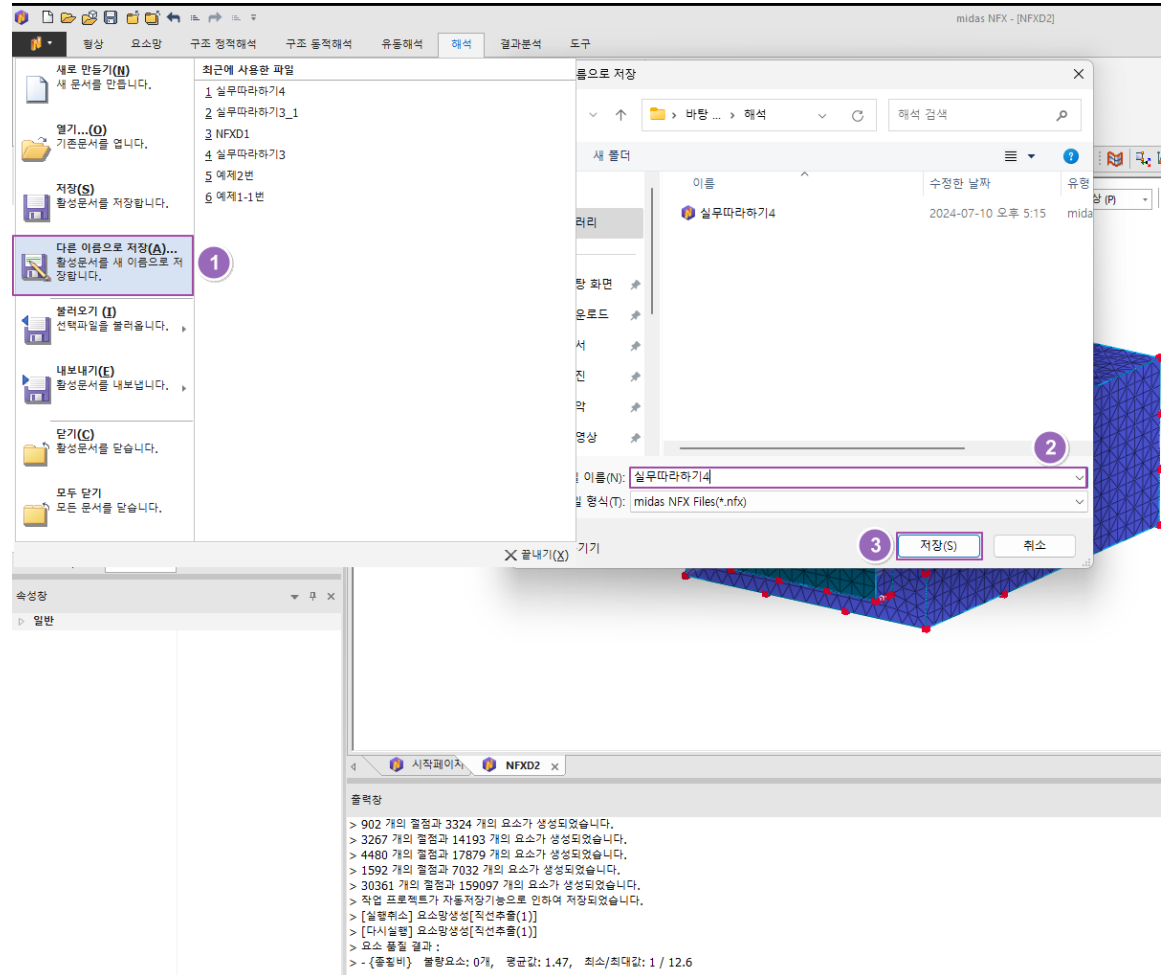 midas NFX - [NFXD2]
형상 요소망 구조 정적해석 구조 동적해석 유동해석 해석 결과분석 도구
새로 만들기(N)
새 문서를 만듭니다.
열기...(O)
기존문서를 엽니다.
저장(S)
활성문서를 저장합니다.
다른 이름으로 저장(A)...
활성문서를 새 이름으로 저
장합니다.
1
불러오기 (I)
선택파일을 불러옵니다.
내보내기(E)
활성문서를 내보냅니다.
닫기(C)
활성문서를 닫습니다.
모두 닫기
모든 문서를 닫습니다.
최근에 사용한 파일
1 실무따라하기4
2 실무따라하기3_1
3 NFXD1
4 실무따라하기3
5 예제2번
6 예제1-1번
끝내기(X)
름으로 저장
바탕 ... › 해석
해석 검색
새 폴더
이름 수정한 날짜 유형
실무따라하기4 2024-07-10 오후 5:15 mida
러리
탕 화면
운로드
서
진
악
영상
2
이름(N): 실무따라하기4
형식(T): midas NFX Files(*.nfx)
기기
3
저장(S) 취소
상 (P)
속성창
일반
시작페이지 NFXD2
출력창
> 902 개의 절점과 3324 개의 요소가 생성되었습니다.
> 3267 개의 절점과 14193 개의 요소가 생성되었습니다.
> 4480 개의 절점과 17879 개의 요소가 생성되었습니다.
> 1592 개의 절점과 7032 개의 요소가 생성되었습니다.
> 30361 개의 절점과 159097 개의 요소가 생성되었습니다.
> 작업 프로젝트가 자동저장기능으로 인하여 저장되었습니다.
> [실행취소] 요소망생성[직선추출(1)]
> [다시실행] 요소망생성[직선추출(1)]
> 요소 품질 결과 :
> - {종횡비} 불량요소: 0개, 평균값: 1.47, 최소/최대값: 1 / 12.6